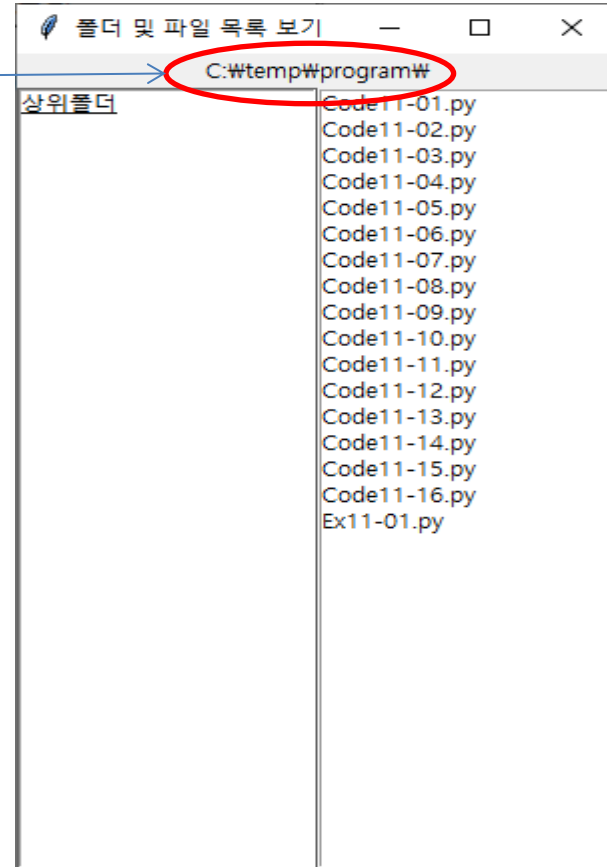 폴더 및 파일 목록 보기
C:₩temp₩program₩
상위폴더
Code11-01.py
Code11-02.py
Code11-03.py
Code11-04.py
Code11-05.py
Code11-06.py
Code11-07.py
Code11-08.py
Code11-09.py
Code11-10.py
Code11-11.py
Code11-12.py
Code11-13.py
Code11-14.py
Code11-15.py
Code11-16.py
Ex11-01.py